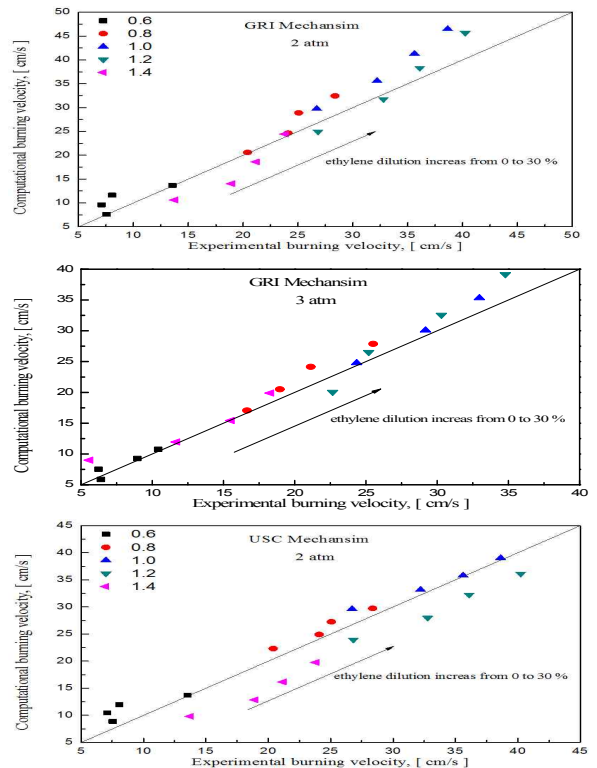 GRI Mechansim
2 atm
0.6
0.8
1.0
1.2
1.4
Computational burning velocity, [ cm/s ]
50
45
40
35
30
25
20
15
10
5
ethylene dilution increas from 0 to 30 %
5 10 15 20 25 30 35 40 45 50
Experimental burning velocity, [ cm/s ]
GRI Mechansim
3 atm
Computational burning velocity, [ cm/s ]
40
35
30
25
20
15
10
5
ethylene dilution increas from 0 to 30 %
5 10 15 20 25 30 35 40
Experimental burning velocity, [ cm/s ]
USC Mechansim
2 atm
0.6
0.8
1.0
1.2
1.4
Computational burning velocity, [ cm/s ]
45
40
35
30
25
20
15
10
5
ethylene dilution increas from 0 to 30 %
5 10 15 20 25 30 35 40 45
Experimental burning velocity, [ cm/s ]